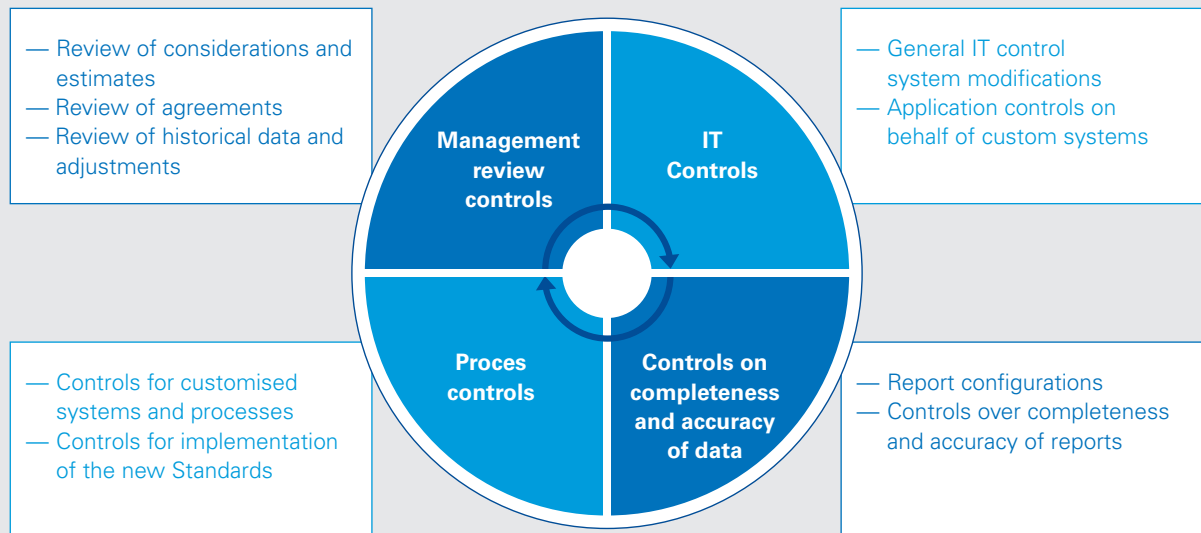 — Review of considerations and
estimates
— Review of agreements
— Review of historical data and
adjustments
— General IT control
system modifications
— Application controls on
behalf of custom systems
Management
review
controls
IT
Controls
Proces
controls
Controls on
completeness
and accuracy
of data
— Controls for customised
systems and processes
— Controls for implementation
of the new Standards
— Report configurations
— Controls over completeness
and accuracy of reports